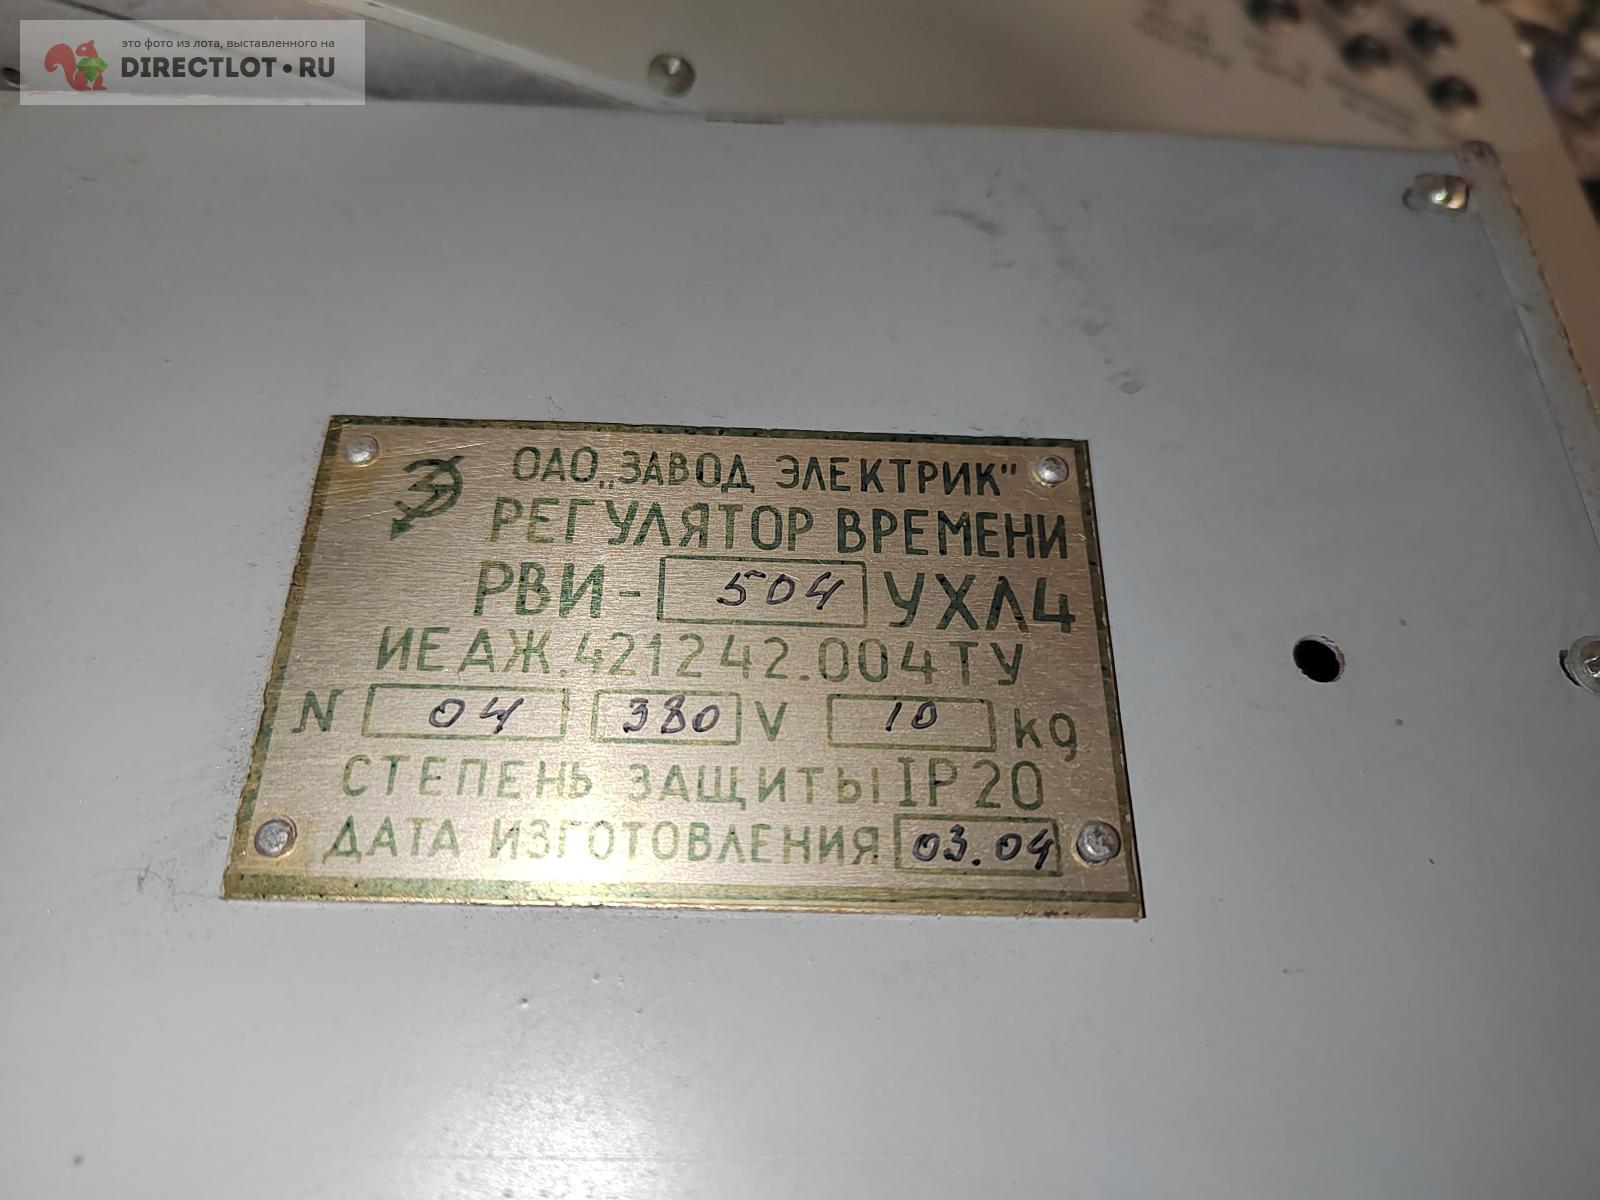 это фото из лота, выставленного на
DIRECTLOT•RU
ОАО „ЗАВОД ЭЛЕКТРИК"
РЕГУЛЯТОР ВРЕМЕНИ
РВИ- 504 УХЛ4
ИЕАЖ.421242.004ТУ
N 04 380 V 10 kg
СТЕПЕНЬ ЗАЩИТЫ IP20
ДАТА ИЗГОТОВЛЕНИЯ 03.04